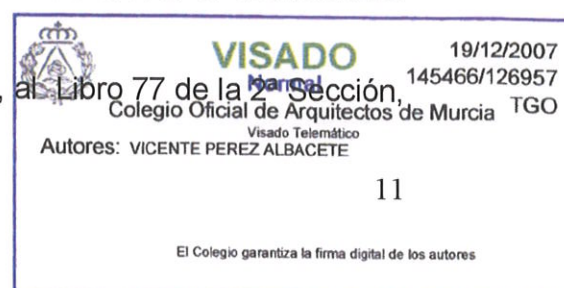 VISADO
Normal
19/12/2007
145466/126957
, al Libro 77 de la 2ª Sección,
Colegio Oficial de Arquitectos de Murcia TGO
Visado Telemático
Autores: VICENTE PEREZ ALBACETE
11
El Colegio garantiza la firma digital de los autores